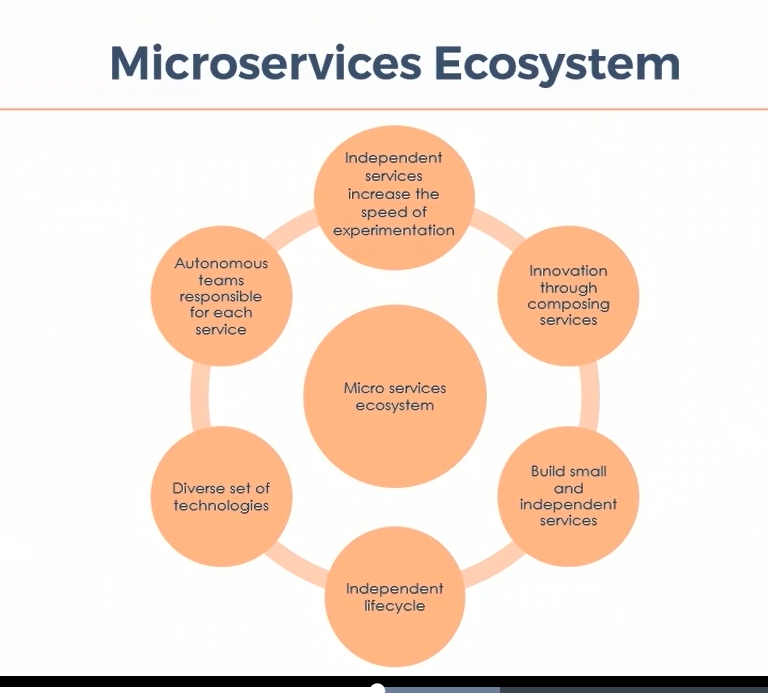 Microservices Ecosystem
Independent
services
increase the
speed of
experimentation
Innovation
through
composing
services
Build small
and
independent
services
Independent
lifecycle
Diverse set of
technologies
Autonomous
teams
responsible
for each
service
Micro services
ecosystem